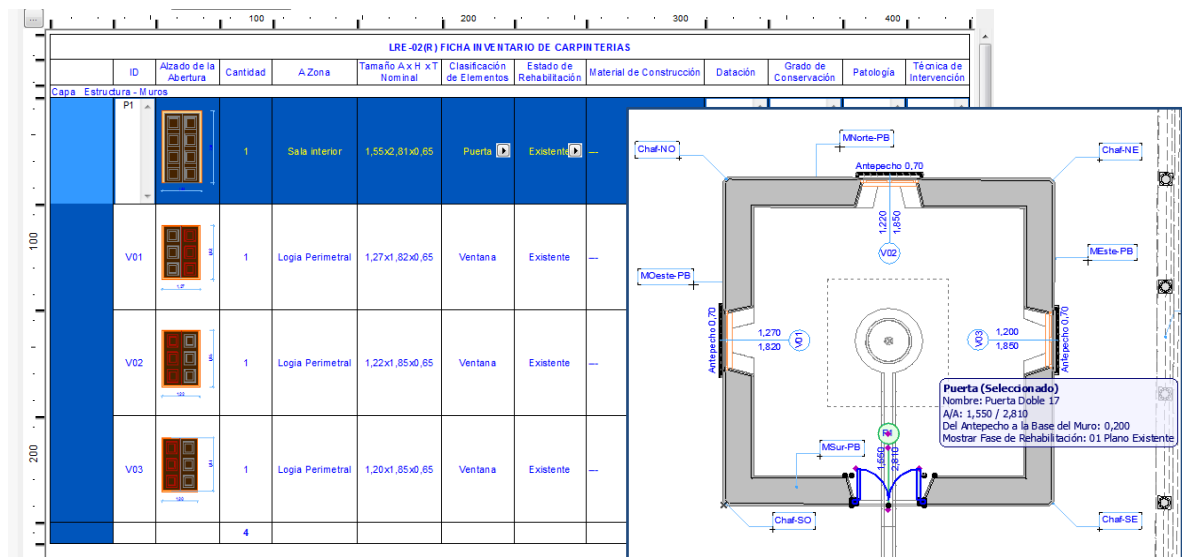 ...
100
200
300
400
LRE-02(R) FICHA INVENTARIO DE CARPINTERIAS
ID
Alzado de la
Abertura
Cantidad
A Zona
Tamaño A x H x T
Nominal
Clasificación
de Elementos
Estado de
Rehabilitación
Material de Construcción
Datación
Grado de
Conservación
Patología
Técnica de
Intervención
Capa Estructura - Muros
P1
1
Sala interior
1,55x2,81x0,65
Puerta
Existente
---
100
V01
1,27
1
Logia Perimetral
1,27x1,82x0,65
Ventana
Existente
---
V02
1
Logia Perimetral
1,22x1,85x0,65
Ventana
Existente
---
200
V03
1,20
1
Logia Perimetral
1,20x1,85x0,65
Ventana
Existente
---
4
Chaf-NO
MNorte-PB
Chaf-NE
Antepecho 0,70
1,220
1,850
V02
MOeste-PB
MEste-PB
Antepecho 0,70
1,270
1,820
V01
V03
1,200
1,850
Antepecho 0,70
Puerta (Seleccionado)
Nombre: Puerta Doble 17
A/A: 1,550 / 2,810
Del Antepecho a la Base del Muro: 0,200
Mostrar Fase de Rehabilitación: 01 Plano Existente
MSur-PB
2,810
Chaf-SO
Chaf-SE